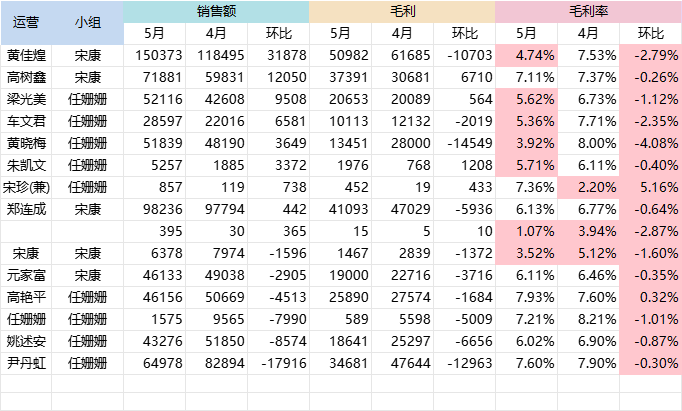 运营 小组 销售额 毛利 毛利率
5月 4月 环比 5月 4月 环比 5月 4月 环比
黄佳煌 宋康 150373 118495 31878 50982 61685 -10703 4.74% 7.53% -2.79%
高树鑫 宋康 71881 59831 12050 37391 30681 6710 7.11% 7.37% -0.26%
梁光美 任姗姗 52116 42608 9508 20653 20089 564 5.62% 6.73% -1.12%
车文君 任姗姗 28597 22016 6581 10113 12132 -2019 5.36% 7.71% -2.35%
黄晓梅 任姗姗 51839 48190 3649 13451 28000 -14549 3.92% 8.00% -4.08%
朱凯文 任姗姗 5257 1885 3372 1976 768 1208 5.71% 6.11% -0.40%
宋珍(兼) 任姗姗 857 119 738 452 19 433 7.36% 2.20% 5.16%
郑连成 宋康 98236 97794 442 41093 47029 -5936 6.13% 6.77% -0.64%
395 30 365 15 5 10 1.07% 3.94% -2.87%
宋康 宋康 6378 7974 -1596 1467 2839 -1372 3.52% 5.12% -1.60%
元家富 宋康 46133 49038 -2905 19000 22716 -3716 6.11% 6.46% -0.35%
高艳平 任姗姗 46156 50669 -4513 25890 27574 -1684 7.93% 7.60% 0.32%
任姗姗 任姗姗 1575 9565 -7990 589 5598 -5009 7.21% 8.21% -1.01%
姚述安 任姗姗 43276 51850 -8574 18641 25297 -6656 6.02% 6.90% -0.87%
尹丹虹 任姗姗 64978 82894 -17916 34681 47644 -12963 7.60% 7.90% -0.30%